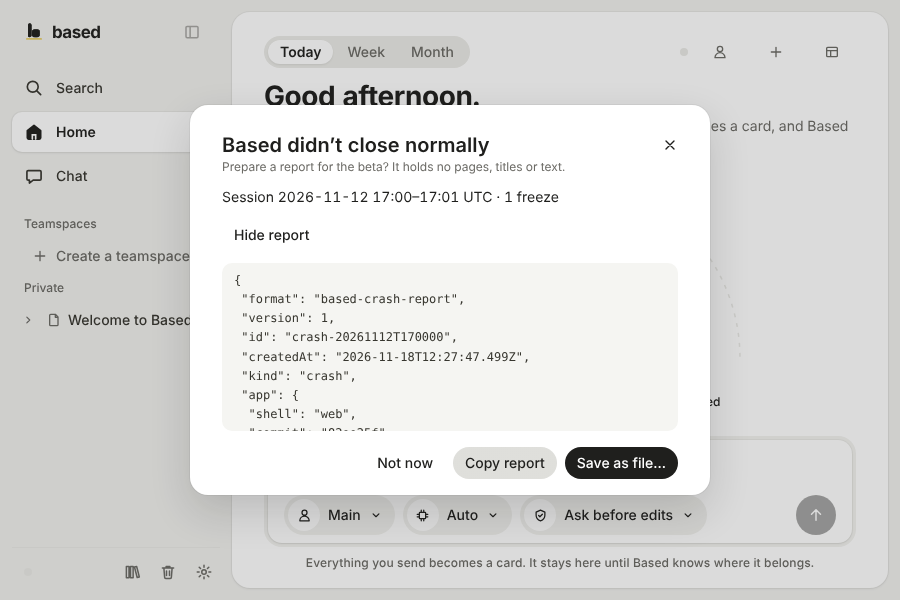 based
Search
Home
Chat
Teamspaces
Create a teamspace
Private
Welcome to Based
Today
Week
Month
Good afternoon.
es a card, and Based
Based didn't close normally
Prepare a report for the beta? It holds no pages, titles or text.
Session 2026-11-12 17:00–17:01 UTC · 1 freeze
Hide report
{
"format": "based-crash-report",
"version": 1,
"id": "crash-20261112T170000",
"createdAt": "2026-11-18T12:27:47.499Z",
"kind": "crash",
"app": {
"shell": "web",
Not now
Copy report
Save as file…
ed
Main
Auto
Ask before edits
Everything you send becomes a card. It stays here until Based knows where it belongs.